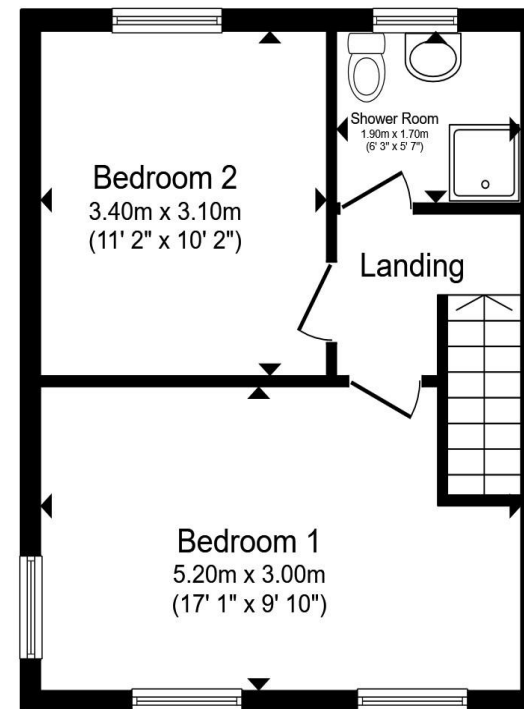 Shower Room
1.90m x 1.70m
(6' 3" x 5' 7")
Bedroom 2
3.40m x 3.10m
(11' 2" x 10' 2")
Landing
Bedroom 1
5.20m x 3.00m
(17' 1" x 9' 10")